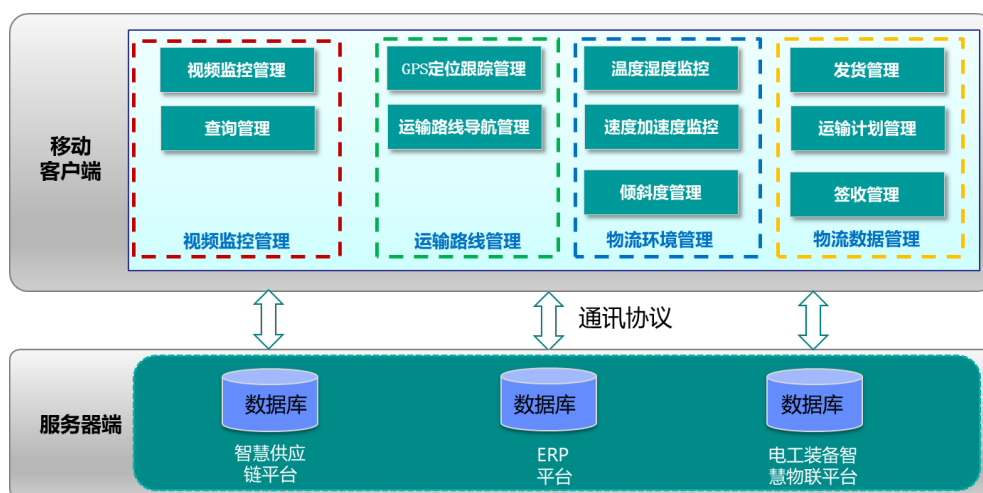 移动
客户端
视频监控管理
查询管理
视频监控管理
GPS定位跟踪管理
运输路线导航管理
运输路线管理
温度湿度监控
速度加速度监控
倾斜度管理
物流环境管理
发货管理
运输计划管理
签收管理
物流数据管理
通讯协议
服务器端
数据库
智慧供应
链平台
数据库
ERP
平台
数据库
电工装备智
慧物联平台